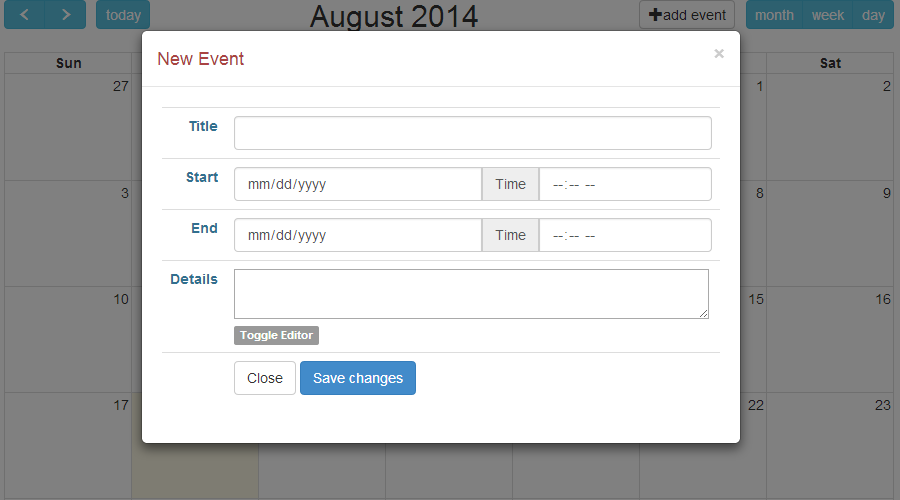 today August 2014 add event month week day
New Event ×
Sun Sat
27 1 2
Title
Start mm/dd/yyyy Time --:-- --
3 8 9
End mm/dd/yyyy Time --:-- --
Details
10 15 16
Toggle Editor
Close Save changes
17 22 23